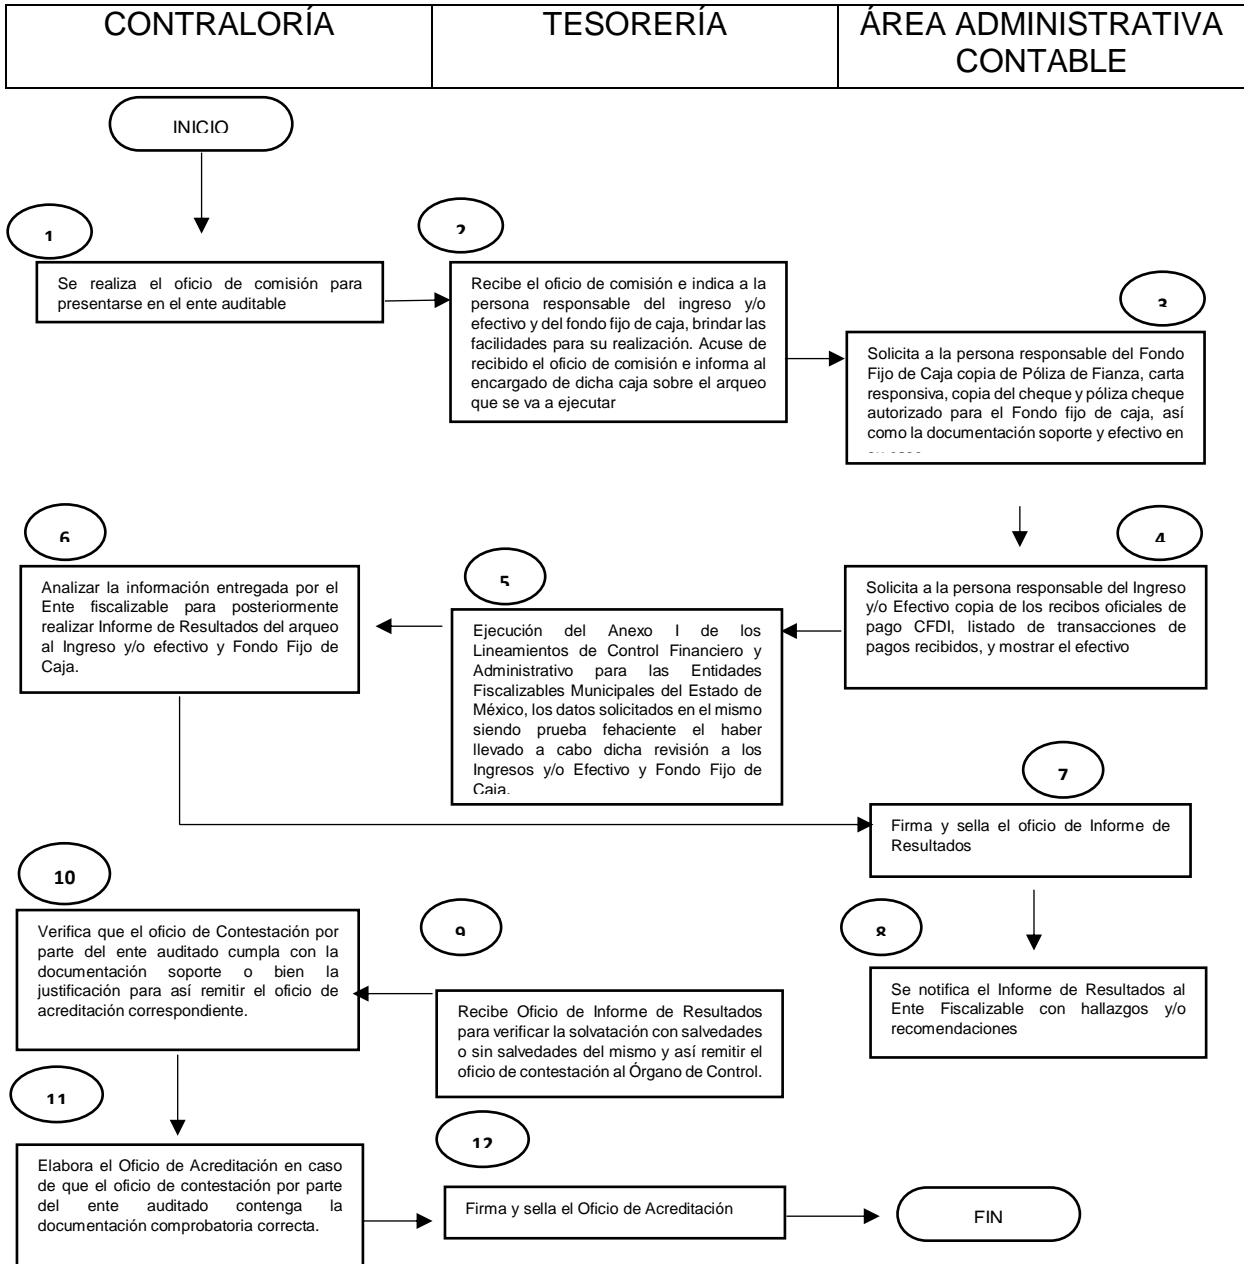 CONTRALORÍA
TESORERÍA
ÁREA ADMINISTRATIVA
CONTABLE
INICIO
1
Se realiza el oficio de comisión para
presentarse en el ente auditable
2
Recibe el oficio de comisión e indica a la
persona responsable del ingreso y/o
efectivo y del fondo fijo de caja, brindar las
facilidades para su realización. Acuse de
recibido el oficio de comisión e informa al
encargado de dicha caja sobre el arqueo
que se va a ejecutar
3
Solicita a la persona responsable del Fondo
Fijo de Caja copia de Póliza de Fianza, carta
responsiva, copia del cheque y póliza cheque
autorizado para el Fondo fijo de caja, así
como la documentación soporte y efectivo en
4
Solicita a la persona responsable del Ingreso
y/o Efectivo copia de los recibos oficiales de
pago CFDI, listado de transacciones de
pagos recibidos, y mostrar el efectivo
5
Ejecución del Anexo I de los
Lineamientos de Control Financiero y
Administrativo para las Entidades
Fiscalizables Municipales del Estado de
México, los datos solicitados en el mismo
siendo prueba fehaciente el haber
llevado a cabo dicha revisión a los
Ingresos y/o Efectivo y Fondo Fijo de
Caja.
6
Analizar la información entregada por el
Ente fiscalizable para posteriormente
realizar Informe de Resultados del arqueo
al Ingreso y/o efectivo y Fondo Fijo de
Caja.
7
Firma y sella el oficio de Informe de
Resultados
8
Se notifica el Informe de Resultados al
Ente Fiscalizable con hallazgos y/o
recomendaciones
9
Recibe Oficio de Informe de Resultados
para verificar la solvatación con salvedades
o sin salvedades del mismo y así remitir el
oficio de contestación al Órgano de Control.
10
Verifica que el oficio de Contestación por
parte del ente auditado cumpla con la
documentación soporte o bien la
justificación para así remitir el oficio de
acreditación correspondiente.
11
Elabora el Oficio de Acreditación en caso
de que el oficio de contestación por parte
del ente auditado contenga la
documentación comprobatoria correcta.
12
Firma y sella el Oficio de Acreditación
FIN